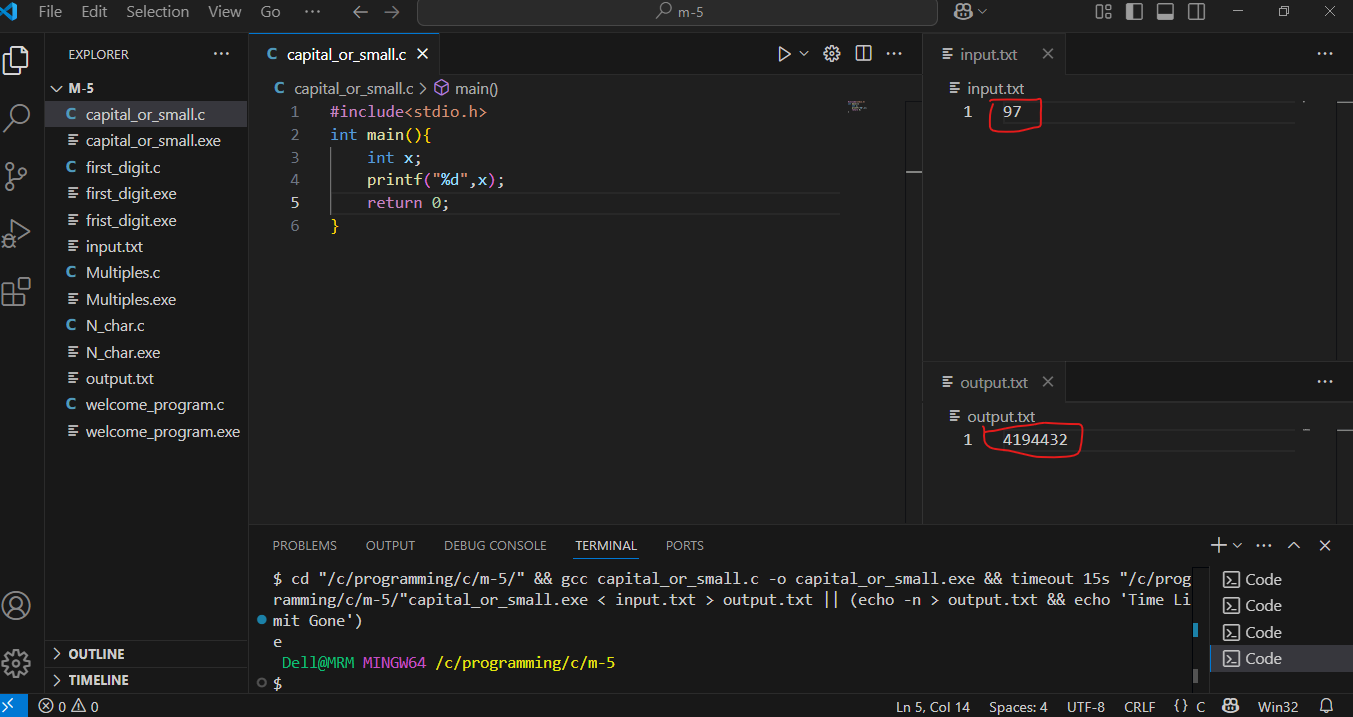 File Edit Selection View Go ··· m-5
EXPLORER ···
M-5
capital_or_small.c
capital_or_small.exe
first_digit.c
first_digit.exe
frist_digit.exe
input.txt
Multiples.c
Multiples.exe
N_char.c
N_char.exe
output.txt
welcome_program.c
welcome_program.exe
OUTLINE
TIMELINE
C capital_or_small.c
C capital_or_small.c > main()
1 #include<stdio.h>
2 int main(){
3 int x;
4 printf("%d",x);
5 return 0;
6 }
input.txt
input.txt
1 97
output.txt
output.txt
1 4194432
PROBLEMS OUTPUT DEBUG CONSOLE TERMINAL PORTS
$ cd "/c/programming/c/m-5/" && gcc capital_or_small.c -o capital_or_small.exe && timeout 15s "/c/prog
ramming/c/m-5/"capital_or_small.exe < input.txt > output.txt || (echo -n > output.txt && echo 'Time Li
mit Gone')
e
Dell@MRM MINGW64 /c/programming/c/m-5
$
Code
Code
Code
Code
0 0 Ln 5, Col 14 Spaces: 4 UTF-8 CRLF {} C Win32